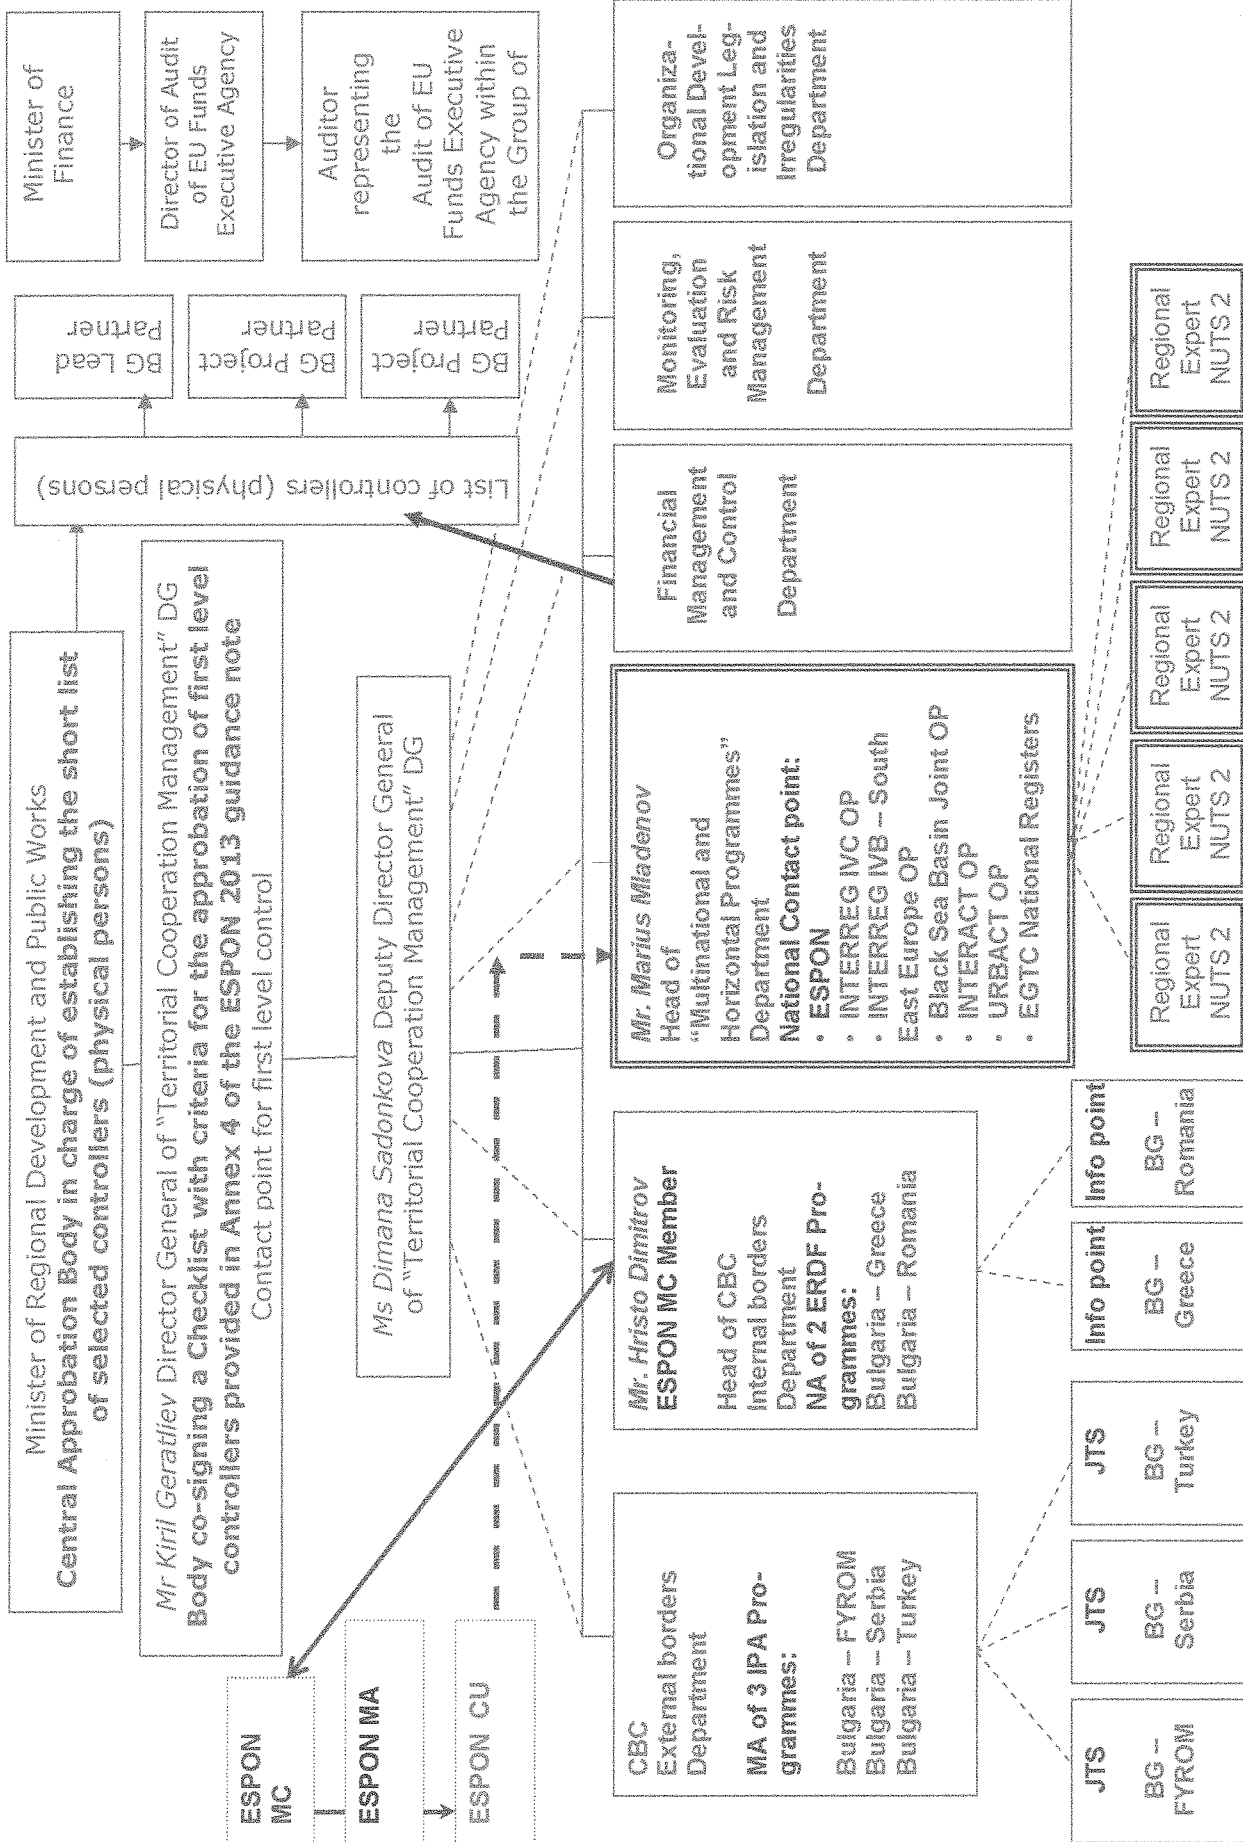 Minister of Regional Development and Public Works
Central Approbation Body in charge of establishing the short list
of selected controllers (physical persons)
List of controllers (physical persons)
BG Lead
Partner
BG Project
Partner
BG Project
Partner
Minister of
Finance
Director of Audit
of EU Funds
Executive Agency
Auditor
representing
the
Audit of EU
Funds Executive
Agency within
the Group of
Mr Kiril Geratliev Director General of "Territorial Cooperation Management" DG
Body co-signing a Checklist with criteria for the approbation of first level
controllers provided in Annex 4 of the ESPON 2013 guidance note
Contact point for first level control
ESPON
MC
ESPON MA
ESPON CU
Ms Dimana Sadonkova Deputy Director General
of "Territorial Cooperation Management" DG
CBC
External borders
Department
MA of 3 IPA Pro-
grammes:
Bulgaria – FYROM
Bulgaria – Serbia
Bulgaria – Turkey
Mr. Hristo Dimitrov
ESPON MC Member
Head of CBC
Internal borders
Department
NA of 2 ERDF Pro-
grammes:
Bulgaria – Greece
Bulgaria – Romania
Mr. Marius Mladenov
Head of
"Multinational and
Horizontal Programmes"
Department
National Contact point:
• ESPON
• INTERREG IVC OP
• INTERREG IVB – South
East Europe OP
• Black Sea Basin Joint OP
• INTERACT OP
• URBACT OP
• EGTC National Registers
Financial
Management
and Control
Department
Monitoring,
Evaluation
and Risk
Management
Department
Organiza-
tional Devel-
opment Leg-
islation and
Irregularities
Department
JTS
BG –
FYROM
JTS
BG –
Serbia
JTS
BG –
Turkey
Info point
BG –
Greece
Info point
BG –
Romania
Regional
Expert
NUTS 2
Regional
Expert
NUTS 2
Regional
Expert
NUTS 2
Regional
Expert
NUTS 2
Regional
Expert
NUTS 2